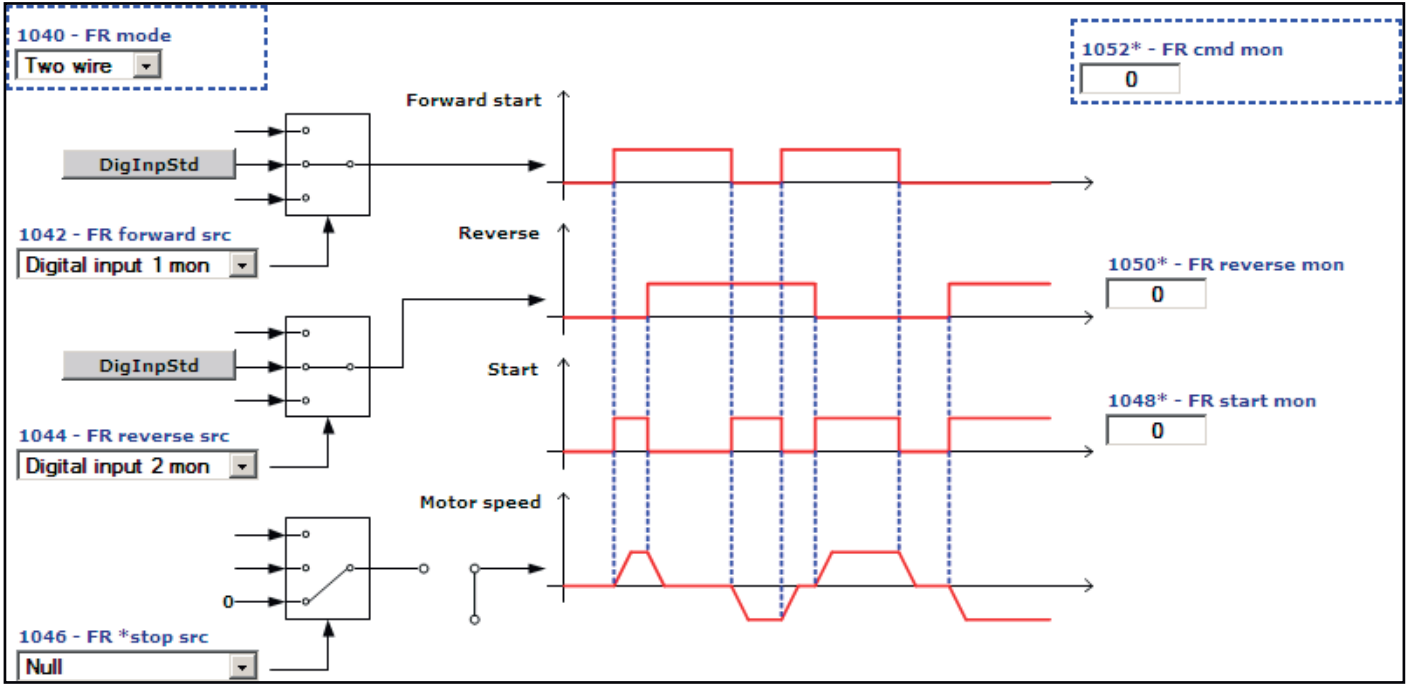 1040 - FR mode
Two wire
1052* - FR cmd mon
0
Forward start
DigInpStd
1042 - FR forward src
Digital input 1 mon
Reverse
1050* - FR reverse mon
0
DigInpStd
Start
1048* - FR start mon
0
1044 - FR reverse src
Digital input 2 mon
Motor speed
0
1046 - FR *stop src
Null